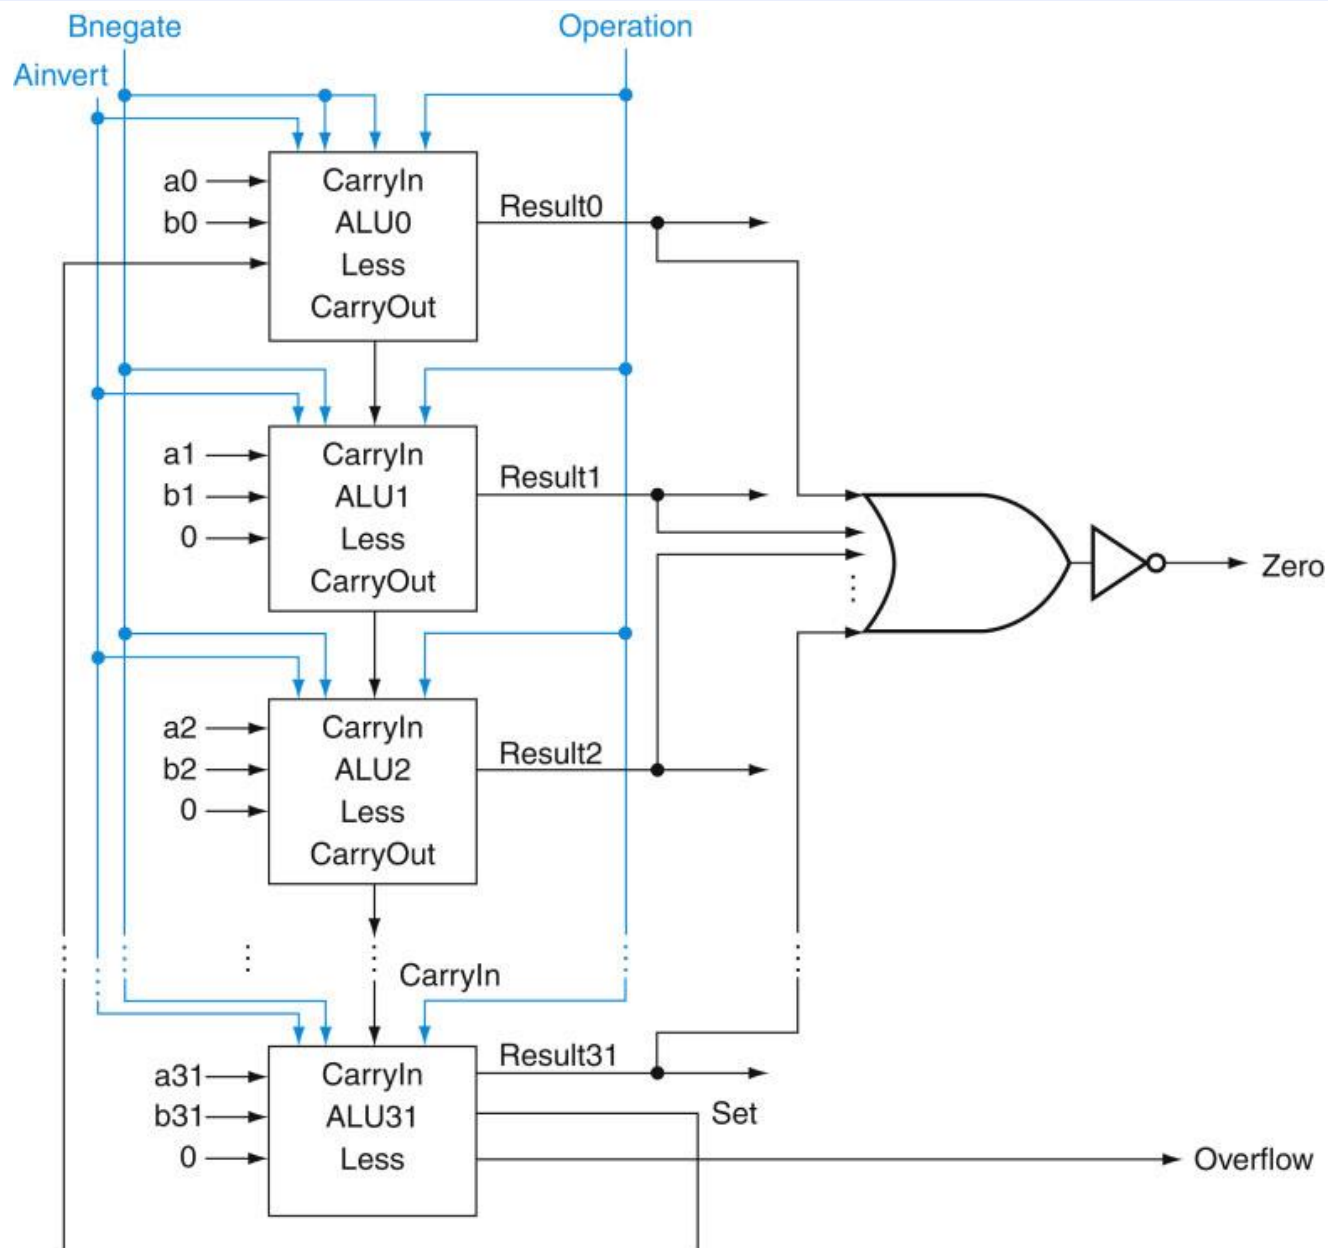 Bnegate
Operation
Ainvert
a0
CarryIn
b0
ALU0
Less
CarryOut
Result0
a1
CarryIn
b1
ALU1
0
Less
CarryOut
Result1
Zero
a2
CarryIn
b2
ALU2
0
Less
CarryOut
Result2
CarryIn
a31
CarryIn
b31
ALU31
0
Less
Result31
Set
Overflow